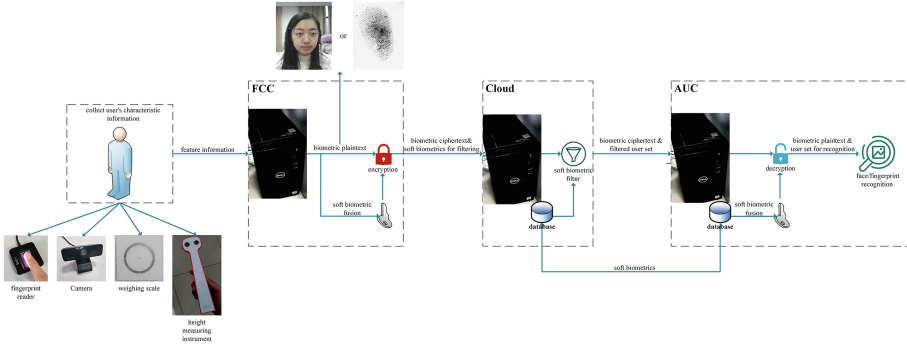 or
FCC
Cloud
AUC
collect user's characteristic
information
feature information
biometric plaintext
encryption
soft biometric
fusion
biometric ciphertext&
soft biometrics for filtering
soft biometric
filter
database
biometric ciphertext &
filtered user set
biometric plaintext &
user set for recognition
decryption
soft biometric
fusion
database
face/fingerprint
recognition
soft biometrics
fingerprint
reader
Camera
weighing scale
height
measuring
instrument